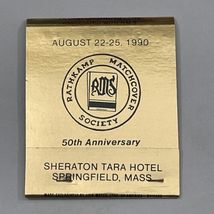 AUGUST 22-25, 1990
RATHKAMP MATCHCOVER
RMS
SOCIETY
50th Anniversary
SHERATON TARA HOTEL
SPRINGFIELD, MASS.